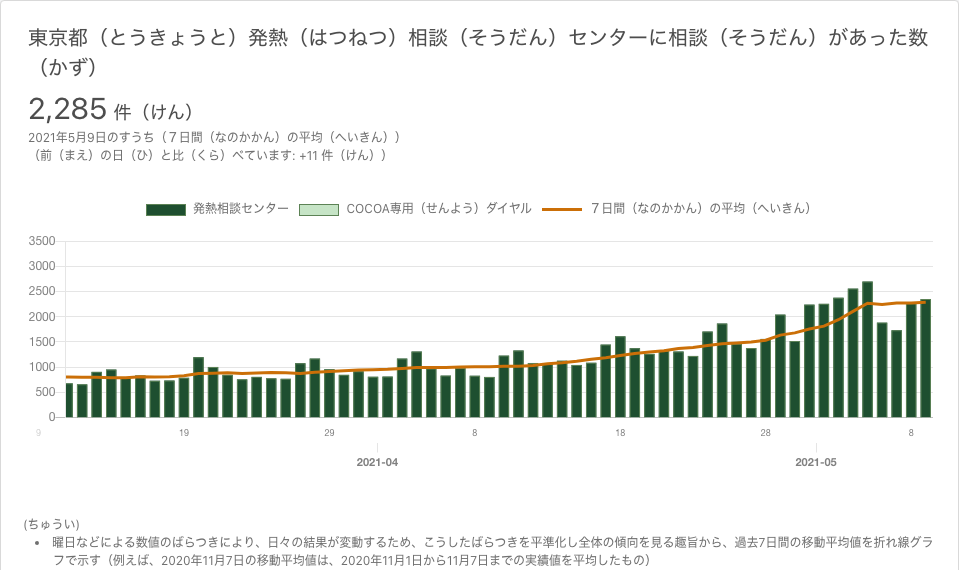 東京都（とうきょうと）発熱（はつねつ）相談（そうだん）センターに相談（そうだん）があった数
（かず）
2,285 件（けん）
2021年5月9日のすうち（７日間（なのかかん）の平均（へいきん））
（前（まえ）の日（ひ）と比（くら）べています: +11 件（けん））
発熱相談センター COCOA専用（せんよう）ダイヤル ７日間（なのかかん）の平均（へいきん）
3500
3000
2500
2000
1500
1000
500
0
9 19 29 8 18 28 8
2021-04 2021-05
(ちゅうい)
• 曜日などによる数値のばらつきにより、日々の結果が変動するため、こうしたばらつきを平準化し全体の傾向を見る趣旨から、過去7日間の移動平均値を折れ線グラ
フで示す（例えば、2020年11月7日の移動平均値は、2020年11月1日から11月7日までの実績値を平均したもの）